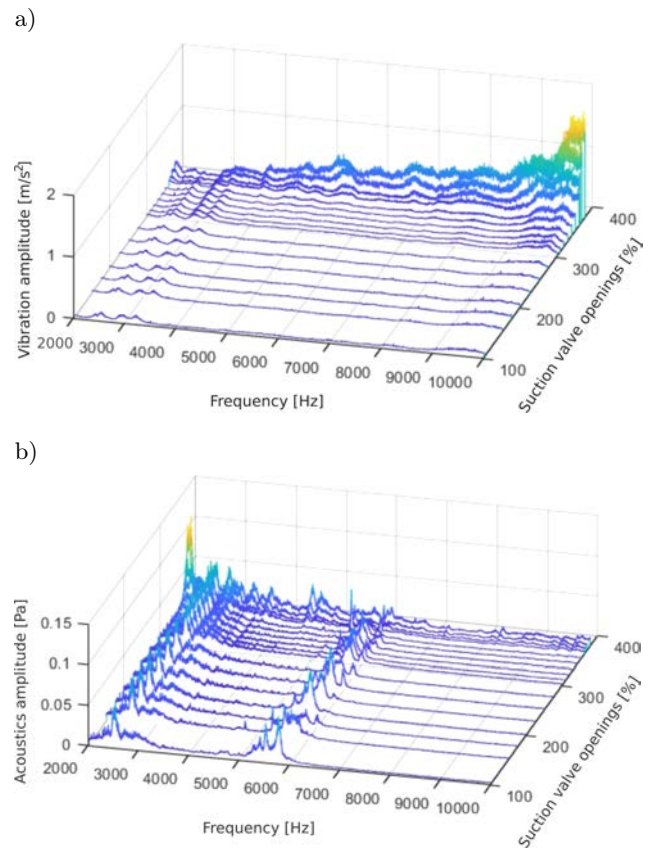 a)
Vibration amplitude [m/s²]
2
1
0
2000 3000 4000 5000 6000 7000 8000 9000 10000
Frequency [Hz]
100 200 300 400
Suction valve openings [%]
b)
Acoustics amplitude [Pa]
0.15
0.1
0.05
0
2000 3000 4000 5000 6000 7000 8000 9000 10000
Frequency [Hz]
100 200 300 400
Suction valve openings [%]